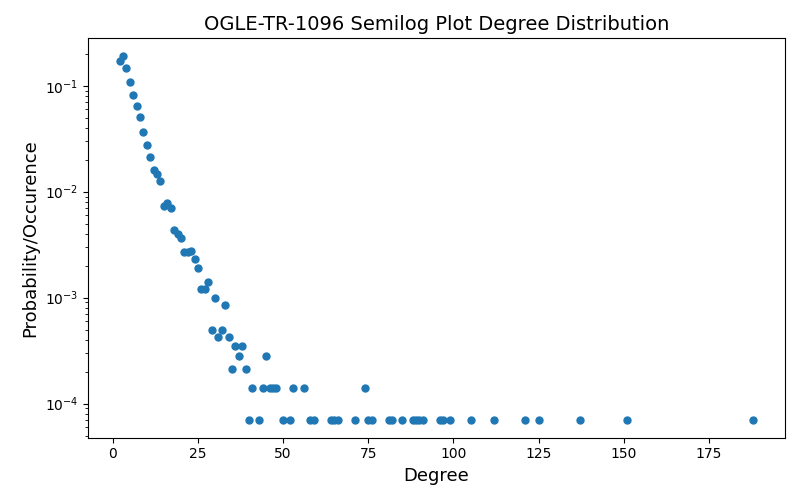 OGLE-TR-1096 Semilog Plot Degree Distribution
Probability/Occurence
10⁻¹
10⁻²
10⁻³
10⁻⁴
0 25 50 75 100 125 150 175
Degree